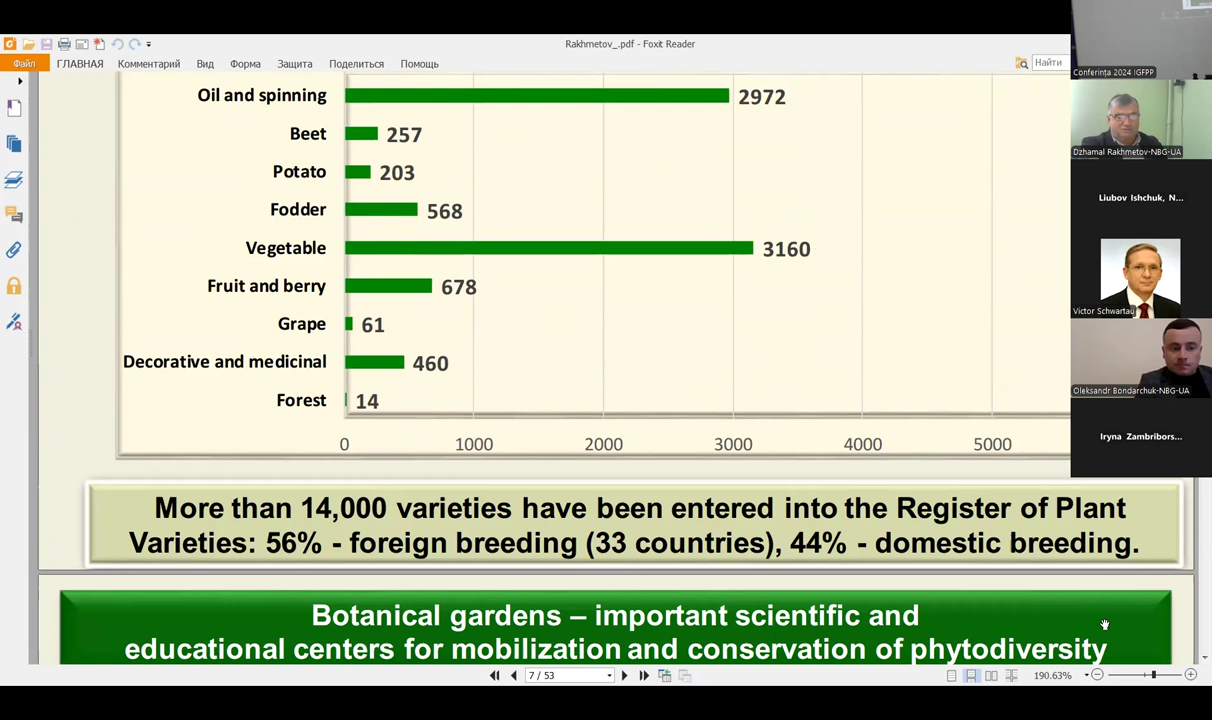 Rakhmetov_.pdf - Foxit Reader
Файл ГЛАВНАЯ Комментарий Вид Форма Защита Поделиться Помощь
Найти
Oil and spinning 2972
Beet 257
Potato 203
Fodder 568
Vegetable 3160
Fruit and berry 678
Grape 61
Decorative and medicinal 460
Forest 14
0 1000 2000 3000 4000 5000
More than 14,000 varieties have been entered into the Register of Plant
Varieties: 56% - foreign breeding (33 countries), 44% - domestic breeding.
Botanical gardens – important scientific and
educational centers for mobilization and conservation of phytodiversity
7 / 53
190.63%
Conferința 2024 IGFPP
Dzhamal Rakhmetov-NBG-UA
Liubov Ishchuk, N...
Victor Schwartau
Oleksandr Bondarchuk-NBG-UA
Iryna Zambribors...